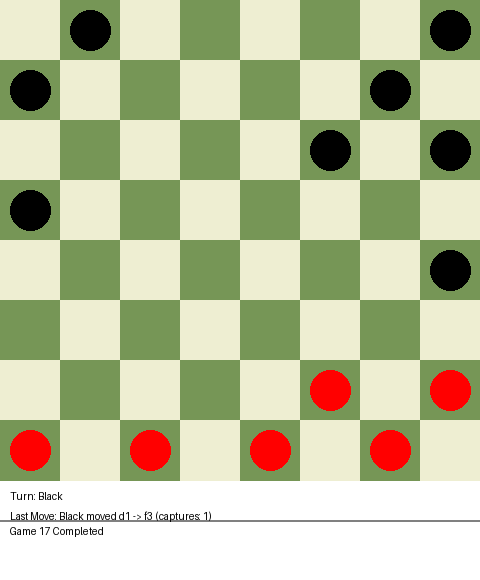 Turn: Black
Last Move: Black moved d1 -> f3 (captures: 1)
Game 17 Completed